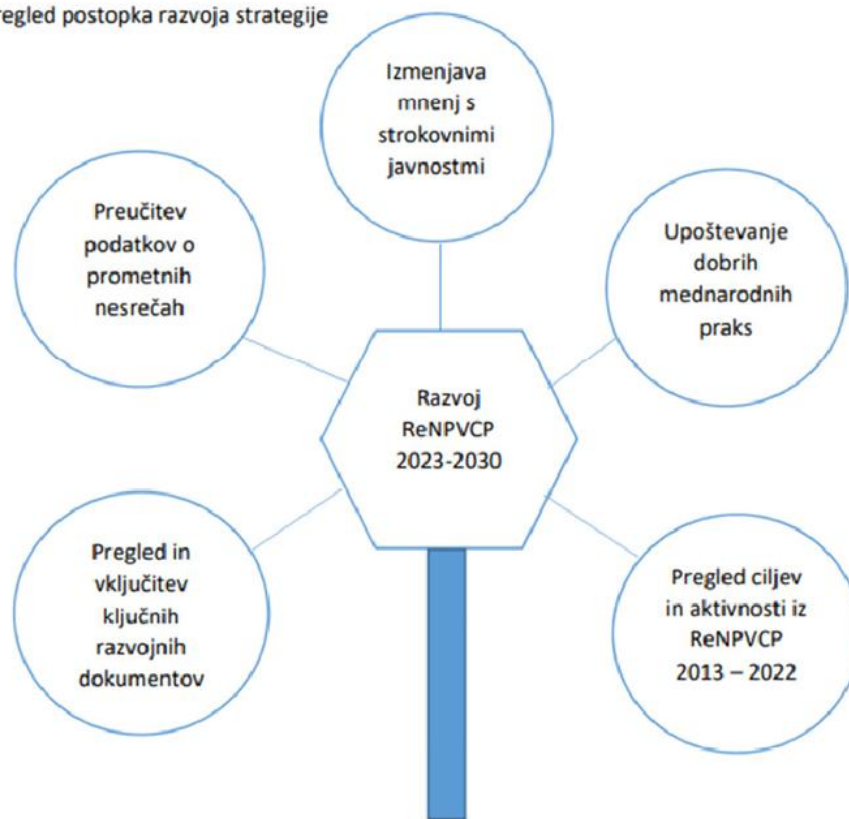 regled postopka razvoja strategije
Izmenjava
mnenj s
strokovnimi
javnostmi
Preučitev
podatkov o
prometnih
nesrečah
Upoštevanje
dobrih
mednarodnih
praks
Razvoj
ReNPVCP
2023-2030
Pregled in
vključitev
ključnih
razvojnih
dokumentov
Pregled ciljev
in aktivnosti iz
ReNPVCP
2013 – 2022